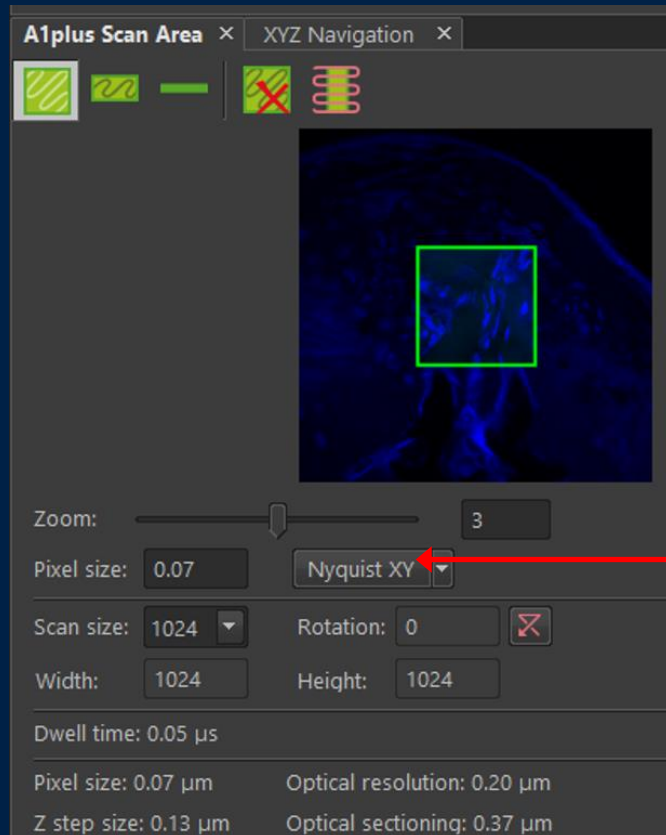 A1plus Scan Area × XYZ Navigation ×
Zoom: 3
Pixel size: 0.07 Nyquist XY
Scan size: 1024 Rotation: 0
Width: 1024 Height: 1024
Dwell time: 0.05 µs
Pixel size: 0.07 µm Optical resolution: 0.20 µm
Z step size: 0.13 µm Optical sectioning: 0.37 µm